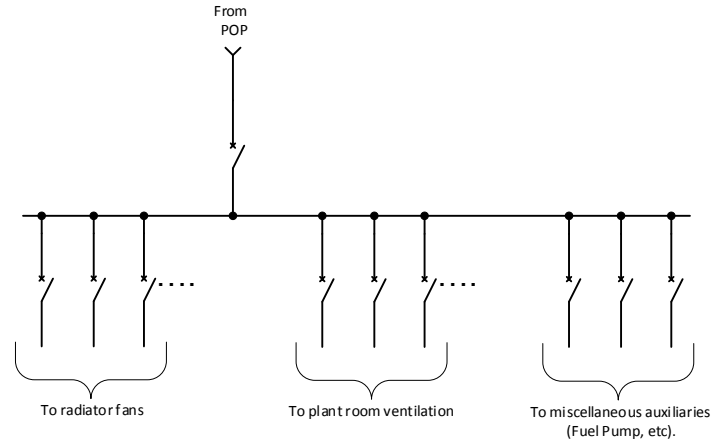 From
POP
To radiator fans
To plant room ventilation
To miscellaneous auxiliaries
(Fuel Pump, etc).